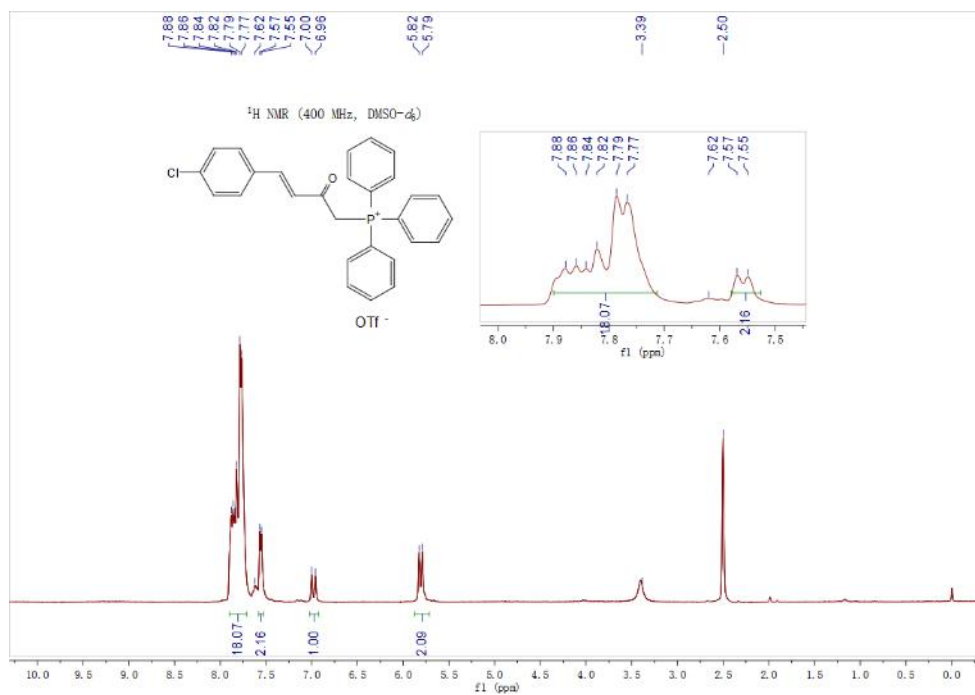 7.88 7.86 7.84 7.82 7.79 7.77 7.62 7.57 7.55 7.00 6.96 5.82 5.79 3.39 2.50
¹H NMR (400 MHz, DMSO-d₆)
Cl
O
P⁺
OTf ⁻
7.88 7.86 7.84 7.82 7.79 7.77 7.62 7.57 7.55
18.07 2.16
8.0 7.9 7.8 7.7 7.6 7.5
f1 (ppm)
18.07 2.16 1.00 2.09
10.0 9.5 9.0 8.5 8.0 7.5 7.0 6.5 6.0 5.5 5.0 4.5 4.0 3.5 3.0 2.5 2.0 1.5 1.0 0.5 0.0
f1 (ppm)